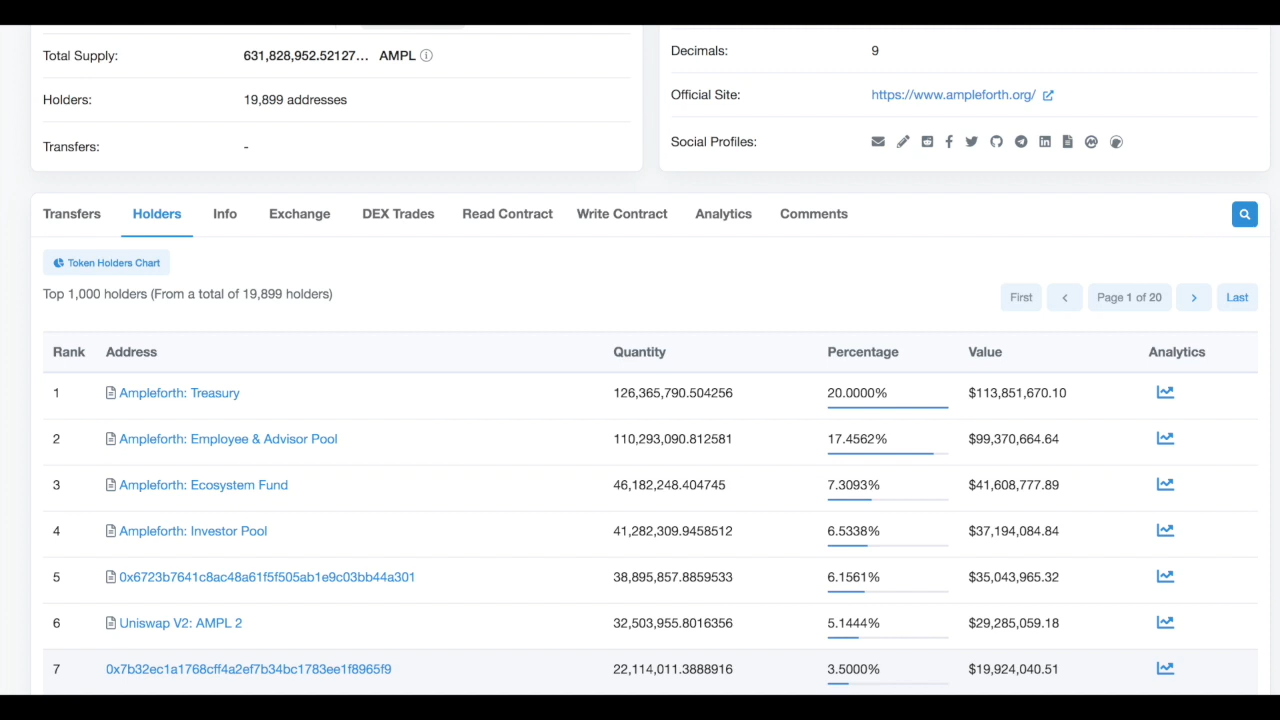 Total Supply: 631,828,952.52127... AMPL
Holders: 19,899 addresses
Transfers: -
Decimals: 9
Official Site: https://www.ampleforth.org/
Social Profiles:
Transfers Holders Info Exchange DEX Trades Read Contract Write Contract Analytics Comments
Token Holders Chart
Top 1,000 holders (From a total of 19,899 holders)
First Page 1 of 20 Last
Rank Address Quantity Percentage Value Analytics
1 Ampleforth: Treasury 126,365,790.504256 20.0000% $113,851,670.10
2 Ampleforth: Employee & Advisor Pool 110,293,090.812581 17.4562% $99,370,664.64
3 Ampleforth: Ecosystem Fund 46,182,248.404745 7.3093% $41,608,777.89
4 Ampleforth: Investor Pool 41,282,309.9458512 6.5338% $37,194,084.84
5 0x6723b7641c8ac48a61f5f505ab1e9c03bb44a301 38,895,857.8859533 6.1561% $35,043,965.32
6 Uniswap V2: AMPL 2 32,503,955.8016356 5.1444% $29,285,059.18
7 0x7b32ec1a1768cff4a2ef7b34bc1783ee1f8965f9 22,114,011.3888916 3.5000% $19,924,040.51